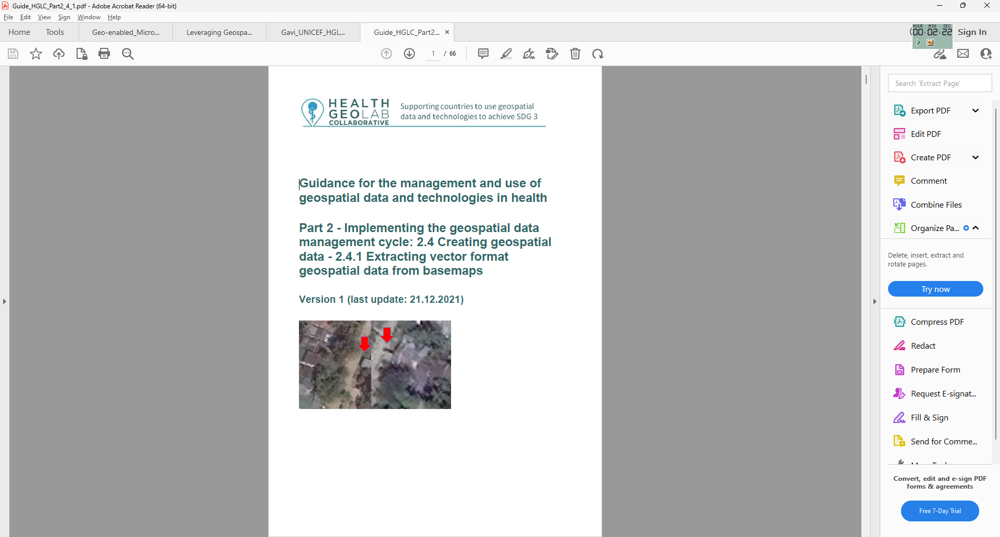 Guide_HGLC_Part2_4_1.pdf - Adobe Acrobat Reader (64-bit)
File Edit View Sign Window Help
Home Tools Geo-enabled_Micro... Leveraging Geospa... Gavi_UNICEF_HGL... Guide_HGLC_Part2...
HOUR MIN SEC
00:02:22
Sign In
1 / 66
Search 'Extract Page'
HEALTH
GEOLAB
COLLABORATIVE
Supporting countries to use geospatial
data and technologies to achieve SDG 3
Guidance for the management and use of
geospatial data and technologies in health
Part 2 - Implementing the geospatial data
management cycle: 2.4 Creating geospatial
data - 2.4.1 Extracting vector format
geospatial data from basemaps
Version 1 (last update: 21.12.2021)
Export PDF
Edit PDF
Create PDF
Comment
Combine Files
Organize Pa...
Delete, insert, extract and
rotate pages.
Try now
Compress PDF
Redact
Prepare Form
Request E-signat...
Fill & Sign
Send for Comme...
Convert, edit and e-sign PDF
forms & agreements
Free 7-Day Trial